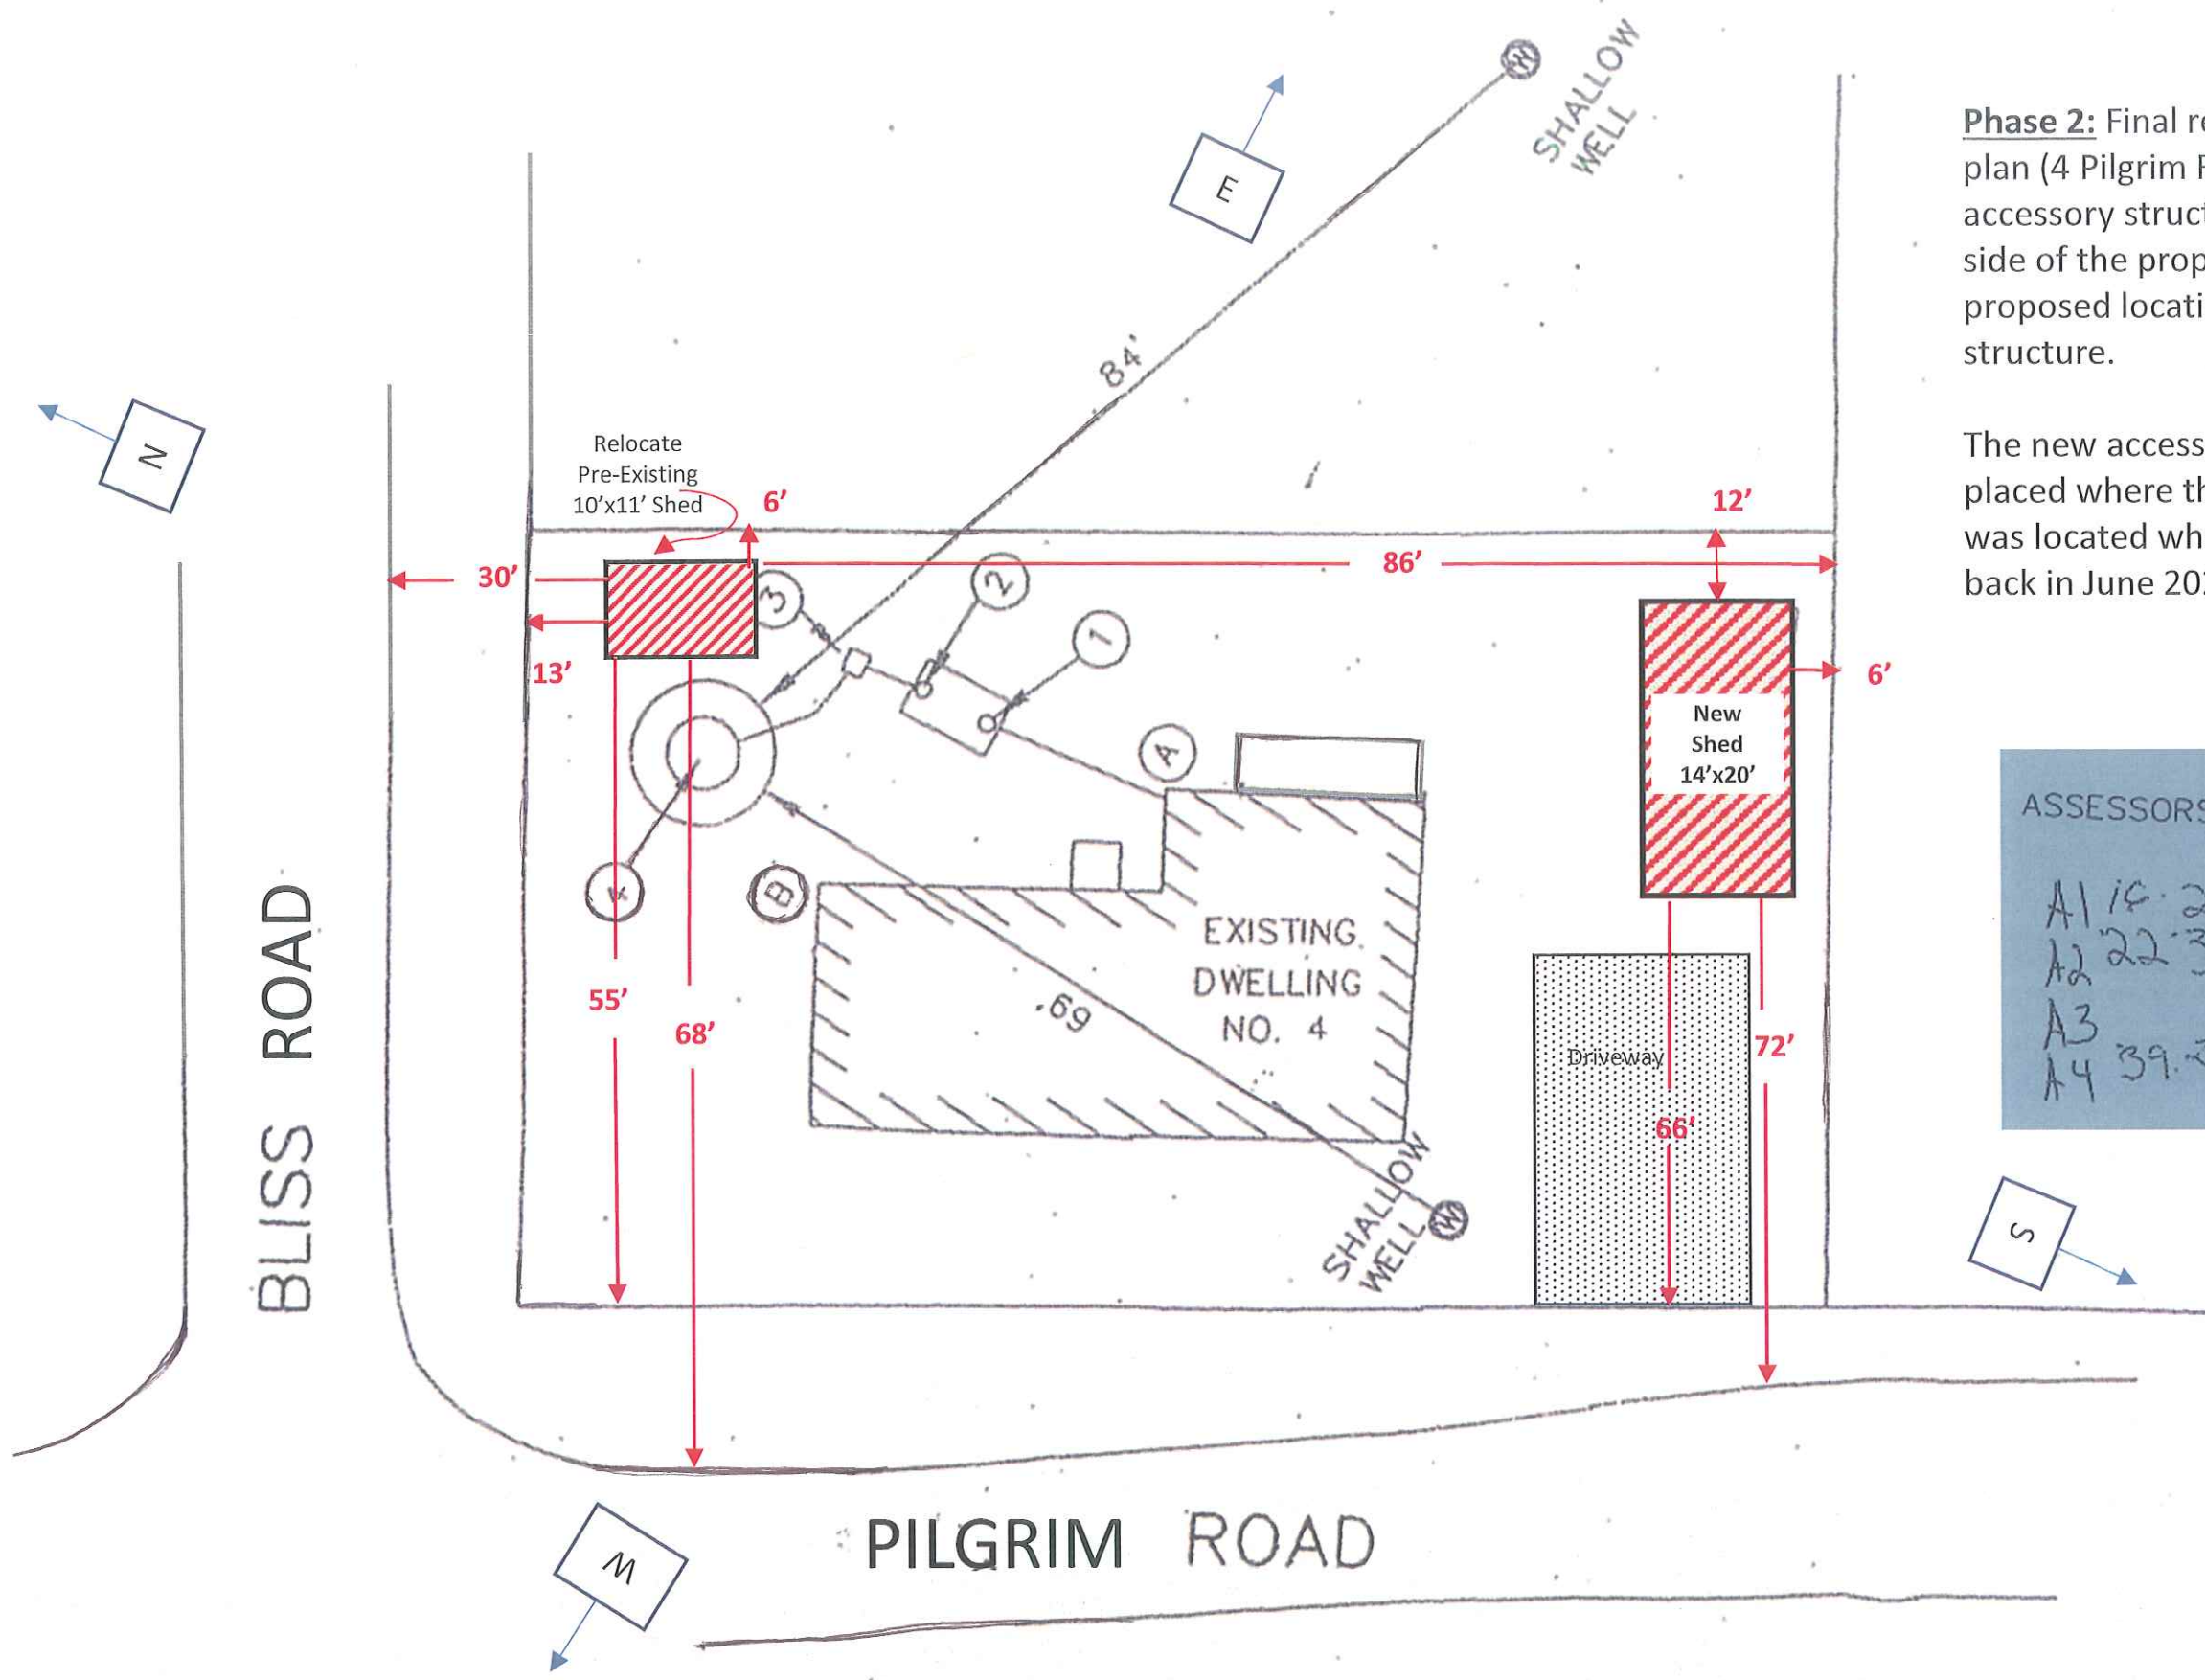 SHALLOW
WELL
E
Phase 2: Final re
plan (4 Pilgrim R
accessory struct
side of the prop
proposed locati
structure.
The new access
placed where th
was located wh
back in June 20
N
84'
Relocate
Pre-Existing
10'x11' Shed
6'
12'
30'
86'
13'
3
2
1
6'
New
Shed
14'x20'
A
B
4
ASSESSORS
A1
A2 22
A3
A4 39.
EXISTING
DWELLING
NO. 4
69'
55'
68'
Driveway
72'
66'
BLISS ROAD
SHALLOW
WELL
W
W
S
W
PILGRIM ROAD